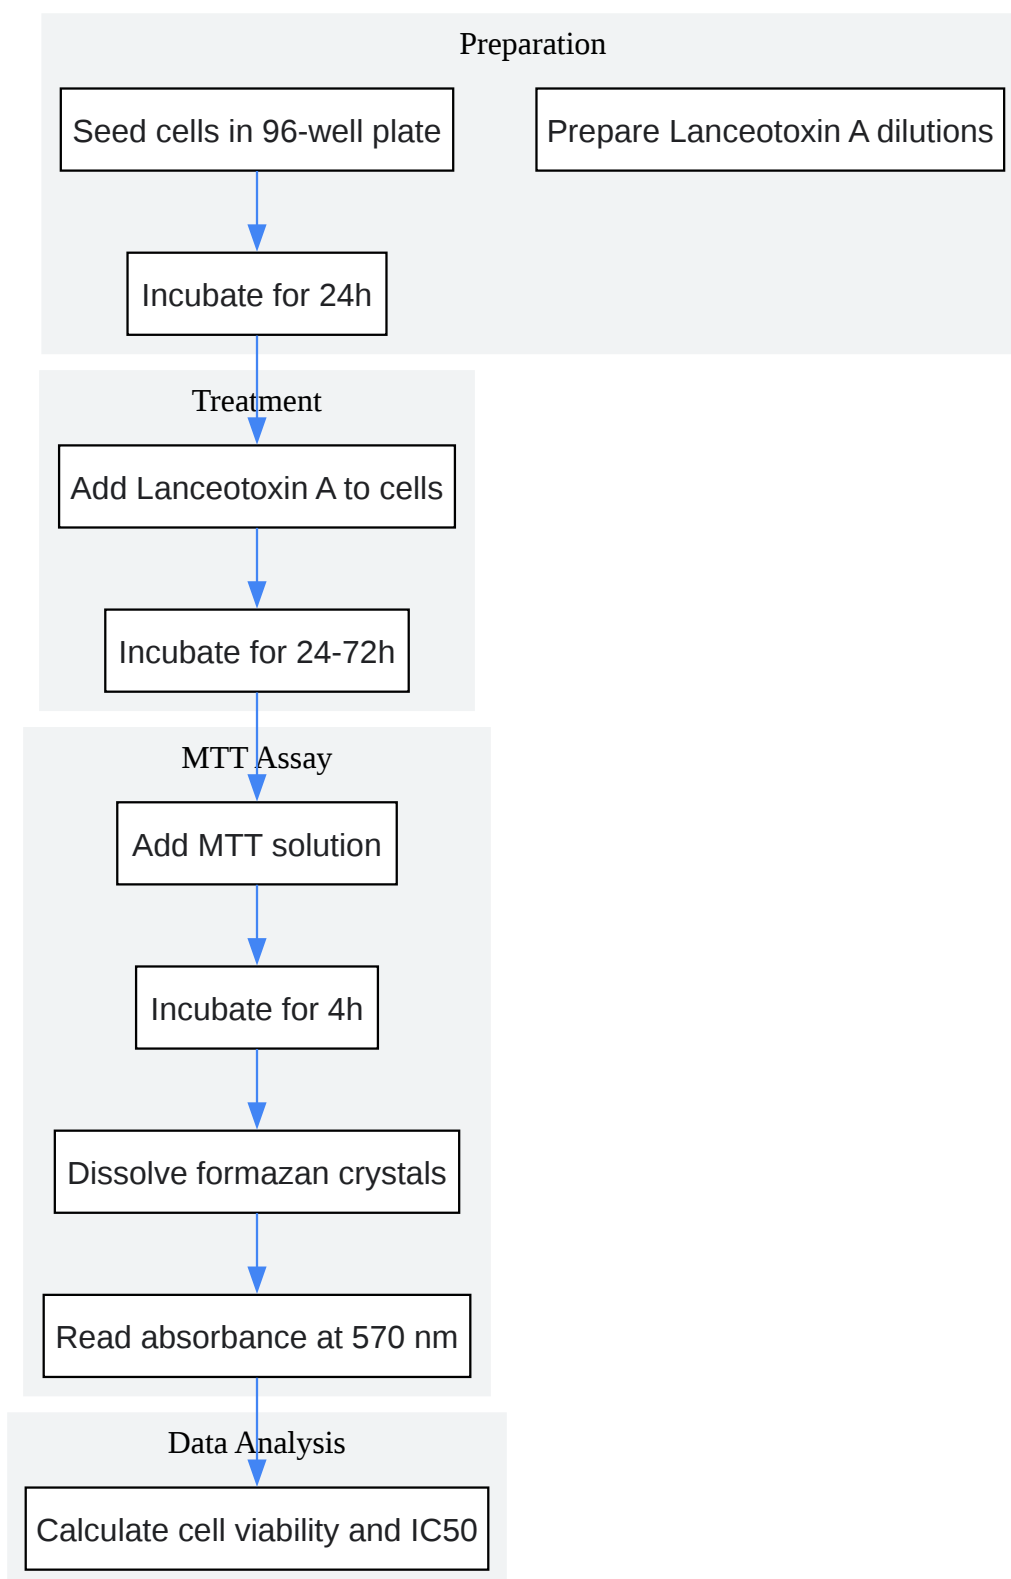 Preparation
Seed cells in 96-well plate
Prepare Lanceotoxin A dilutions
Incubate for 24h
Treatment
Add Lanceotoxin A to cells
Incubate for 24-72h
MTT Assay
Add MTT solution
Incubate for 4h
Dissolve formazan crystals
Read absorbance at 570 nm
Data Analysis
Calculate cell viability and IC50